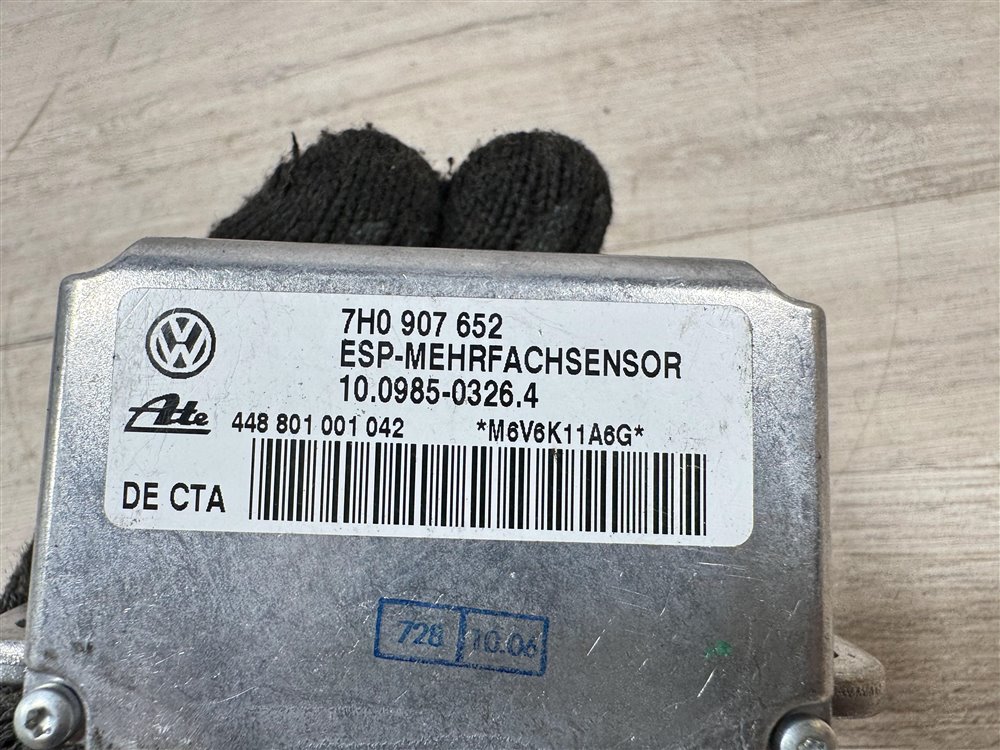 7H0 907 652
ESP-MEHRFACHSENSOR
10.0985-0326.4
Ate 448 801 001 042 *M6V6K11A6G*
DE CTA
728 10.06